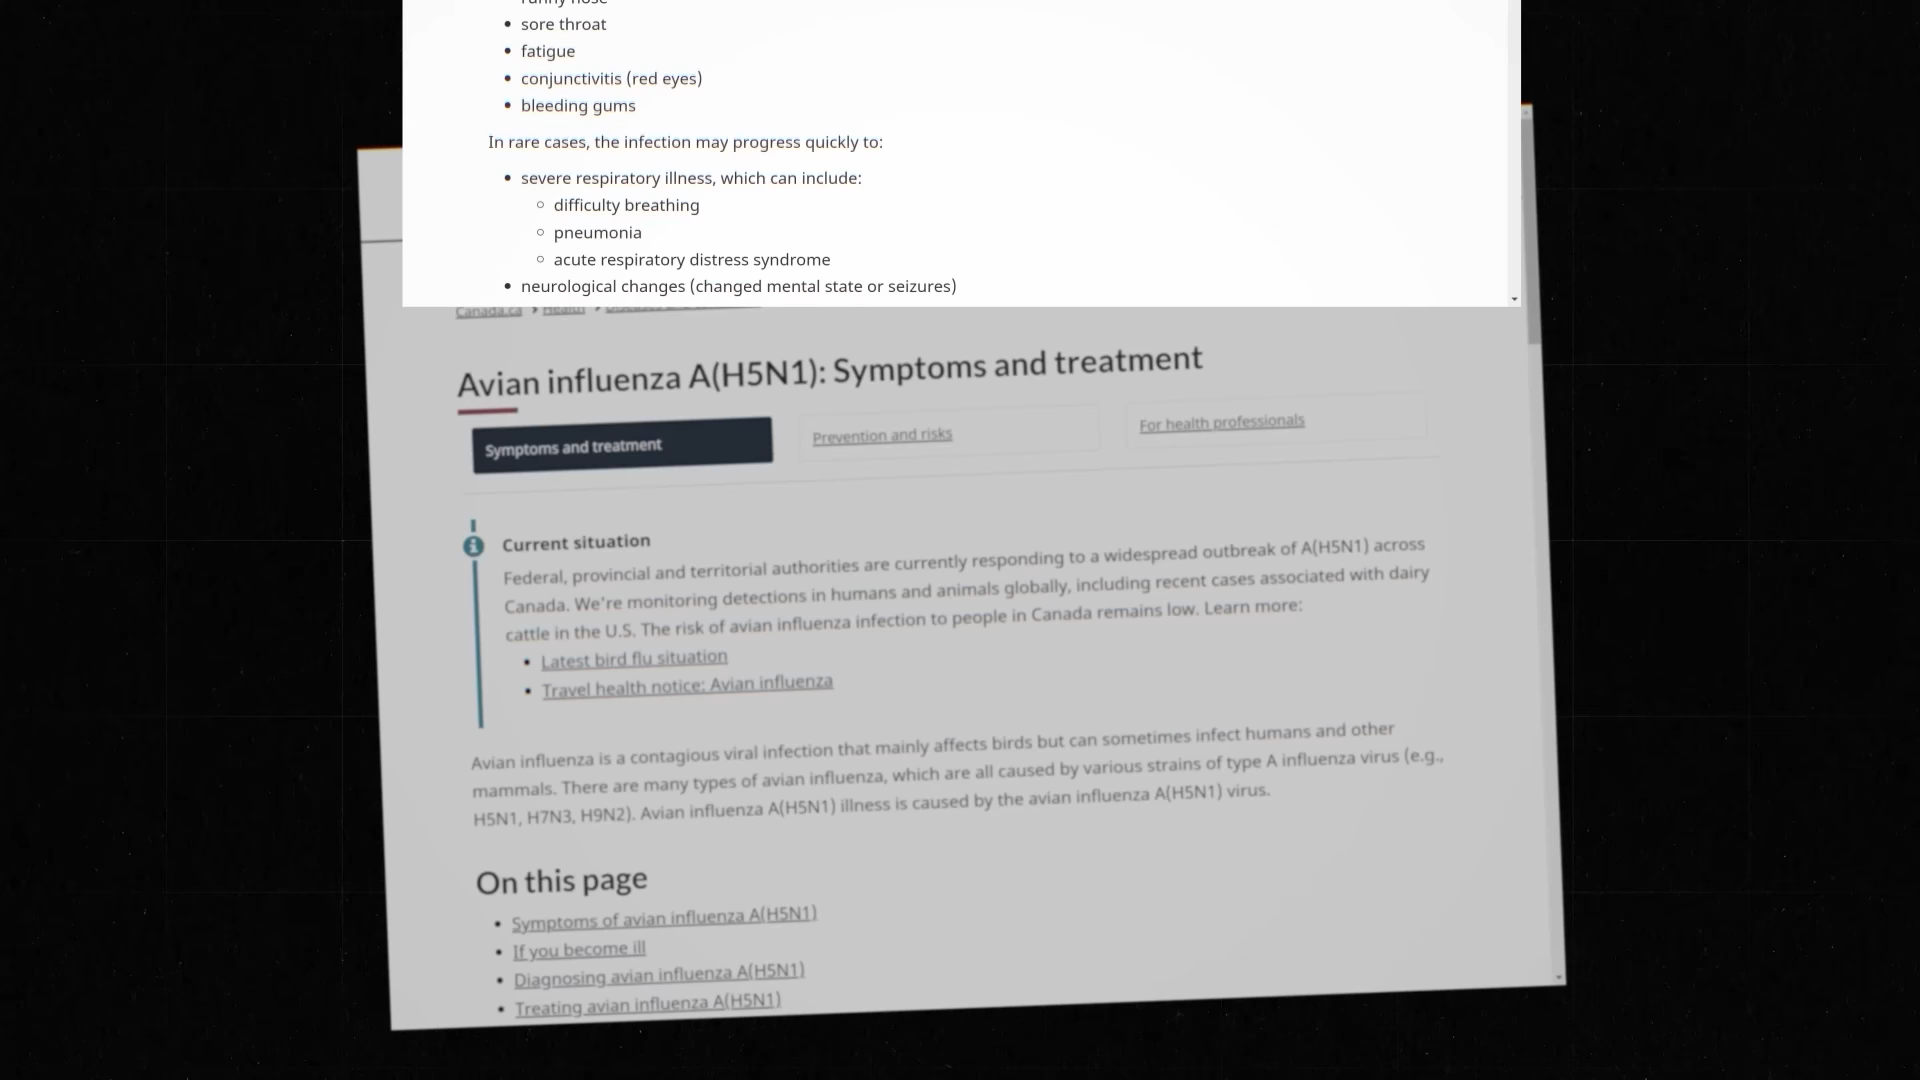 runny nose
sore throat
fatigue
conjunctivitis (red eyes)
bleeding gums
In rare cases, the infection may progress quickly to:
severe respiratory illness, which can include:
difficulty breathing
pneumonia
acute respiratory distress syndrome
neurological changes (changed mental state or seizures)
Canada.ca Health
Avian influenza A(H5N1): Symptoms and treatment
Symptoms and treatment
Prevention and risks
For health professionals
Current situation
Federal, provincial and territorial authorities are currently responding to a widespread outbreak of A(H5N1) across
Canada. We're monitoring detections in humans and animals globally, including recent cases associated with dairy
cattle in the U.S. The risk of avian influenza infection to people in Canada remains low. Learn more:
Latest bird flu situation
Travel health notice: Avian influenza
Avian influenza is a contagious viral infection that mainly affects birds but can sometimes infect humans and other
mammals. There are many types of avian influenza, which are all caused by various strains of type A influenza virus (e.g.,
H5N1, H7N3, H9N2). Avian influenza A(H5N1) illness is caused by the avian influenza A(H5N1) virus.
On this page
Symptoms of avian influenza A(H5N1)
If you become ill
Diagnosing avian influenza A(H5N1)
Treating avian influenza A(H5N1)